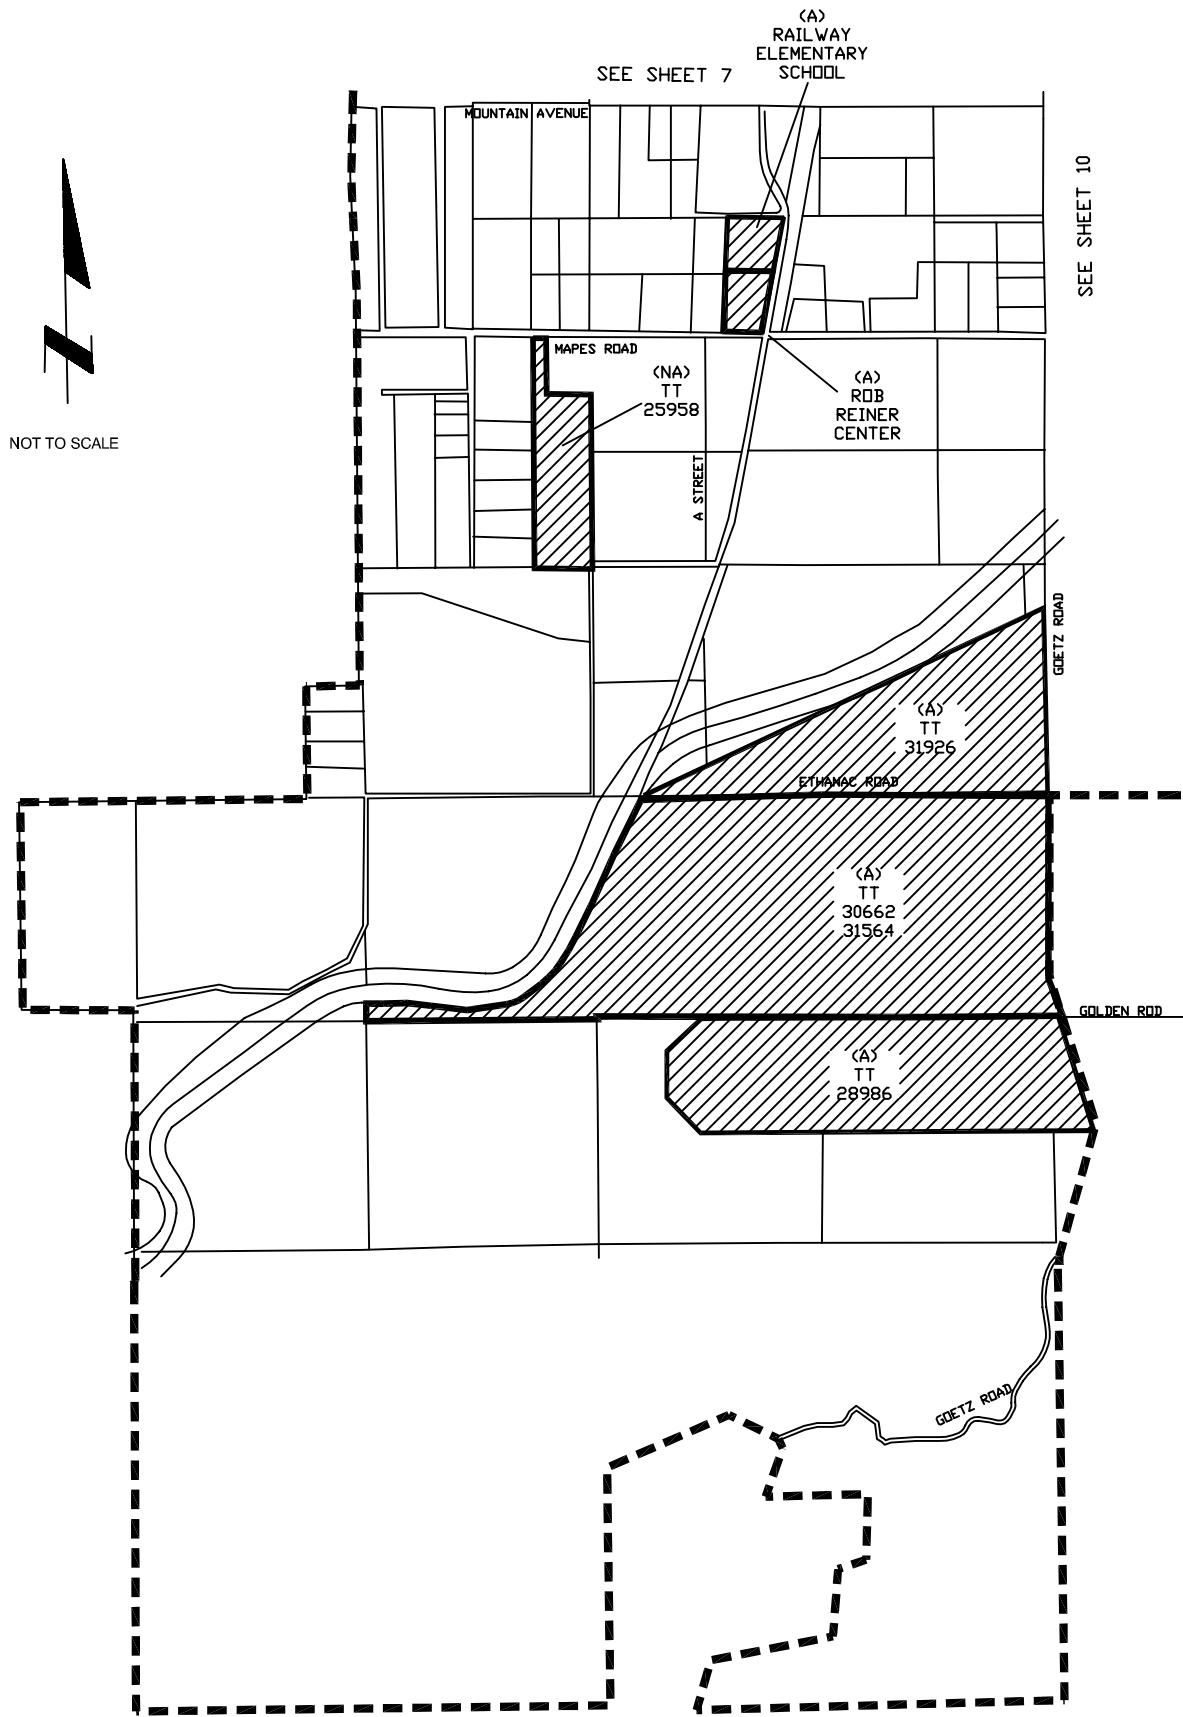 (A)
RAILWAY
ELEMENTARY
SCHOOL
SEE SHEET 7
MOUNTAIN AVENUE
SEE SHEET 10
MAPES ROAD
(NA)
TT
25958
(A)
ROB
REINER
CENTER
NOT TO SCALE
A STREET
GOETZ ROAD
(A)
TT
31926
ETHANAC ROAD
(A)
TT
30662
31564
GOLDEN ROD
(A)
TT
28986
GOETZ ROAD